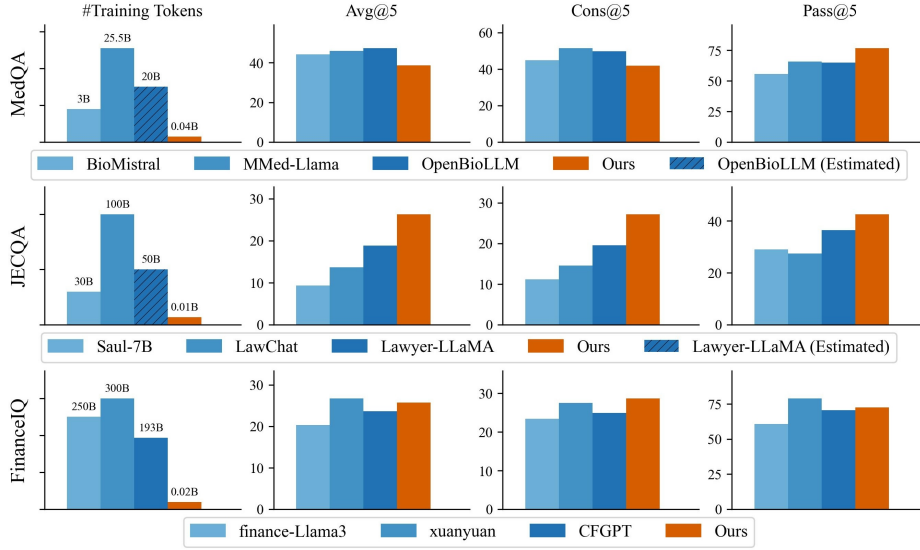 #Training Tokens Avg@5 Cons@5 Pass@5
MedQA
3B 25.5B 20B 0.04B
0 20 40
0 20 40 60
0 25 50 75
BioMistral MMed-Llama OpenBioLLM Ours OpenBioLLM (Estimated)
JECQA
30B 100B 50B 0.01B
0 10 20 30
0 10 20 30
0 20 40
Saul-7B LawChat Lawyer-LLaMA Ours Lawyer-LLaMA (Estimated)
FinanceIQ
250B 300B 193B 0.02B
0 10 20 30
0 10 20 30
0 25 50 75
finance-Llama3 xuanyuan CFGPT Ours